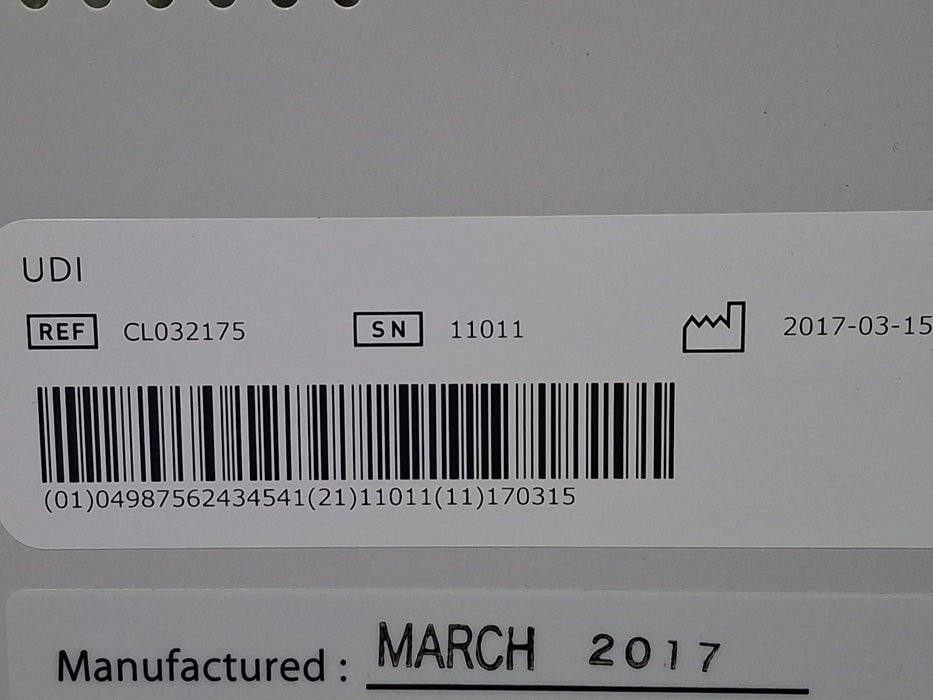 UDI
REF CL032175 SN 11011 2017-03-15
(01)04987562434541(21)11011(11)170315
Manufactured : MARCH 2017